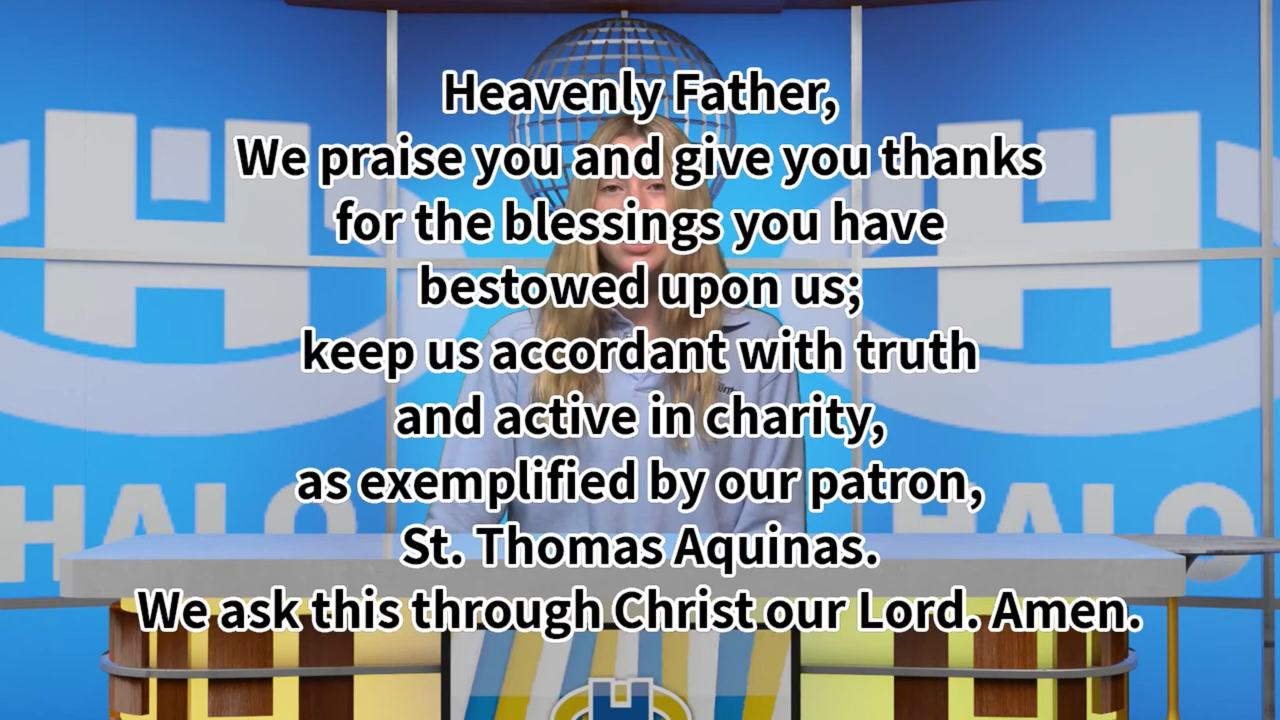 Heavenly Father,
We praise you and give you thanks
for the blessings you have
bestowed upon us;
keep us accordant with truth
and active in charity,
as exemplified by our patron,
St. Thomas Aquinas.
We ask this through Christ our Lord. Amen.
HALO
HALO